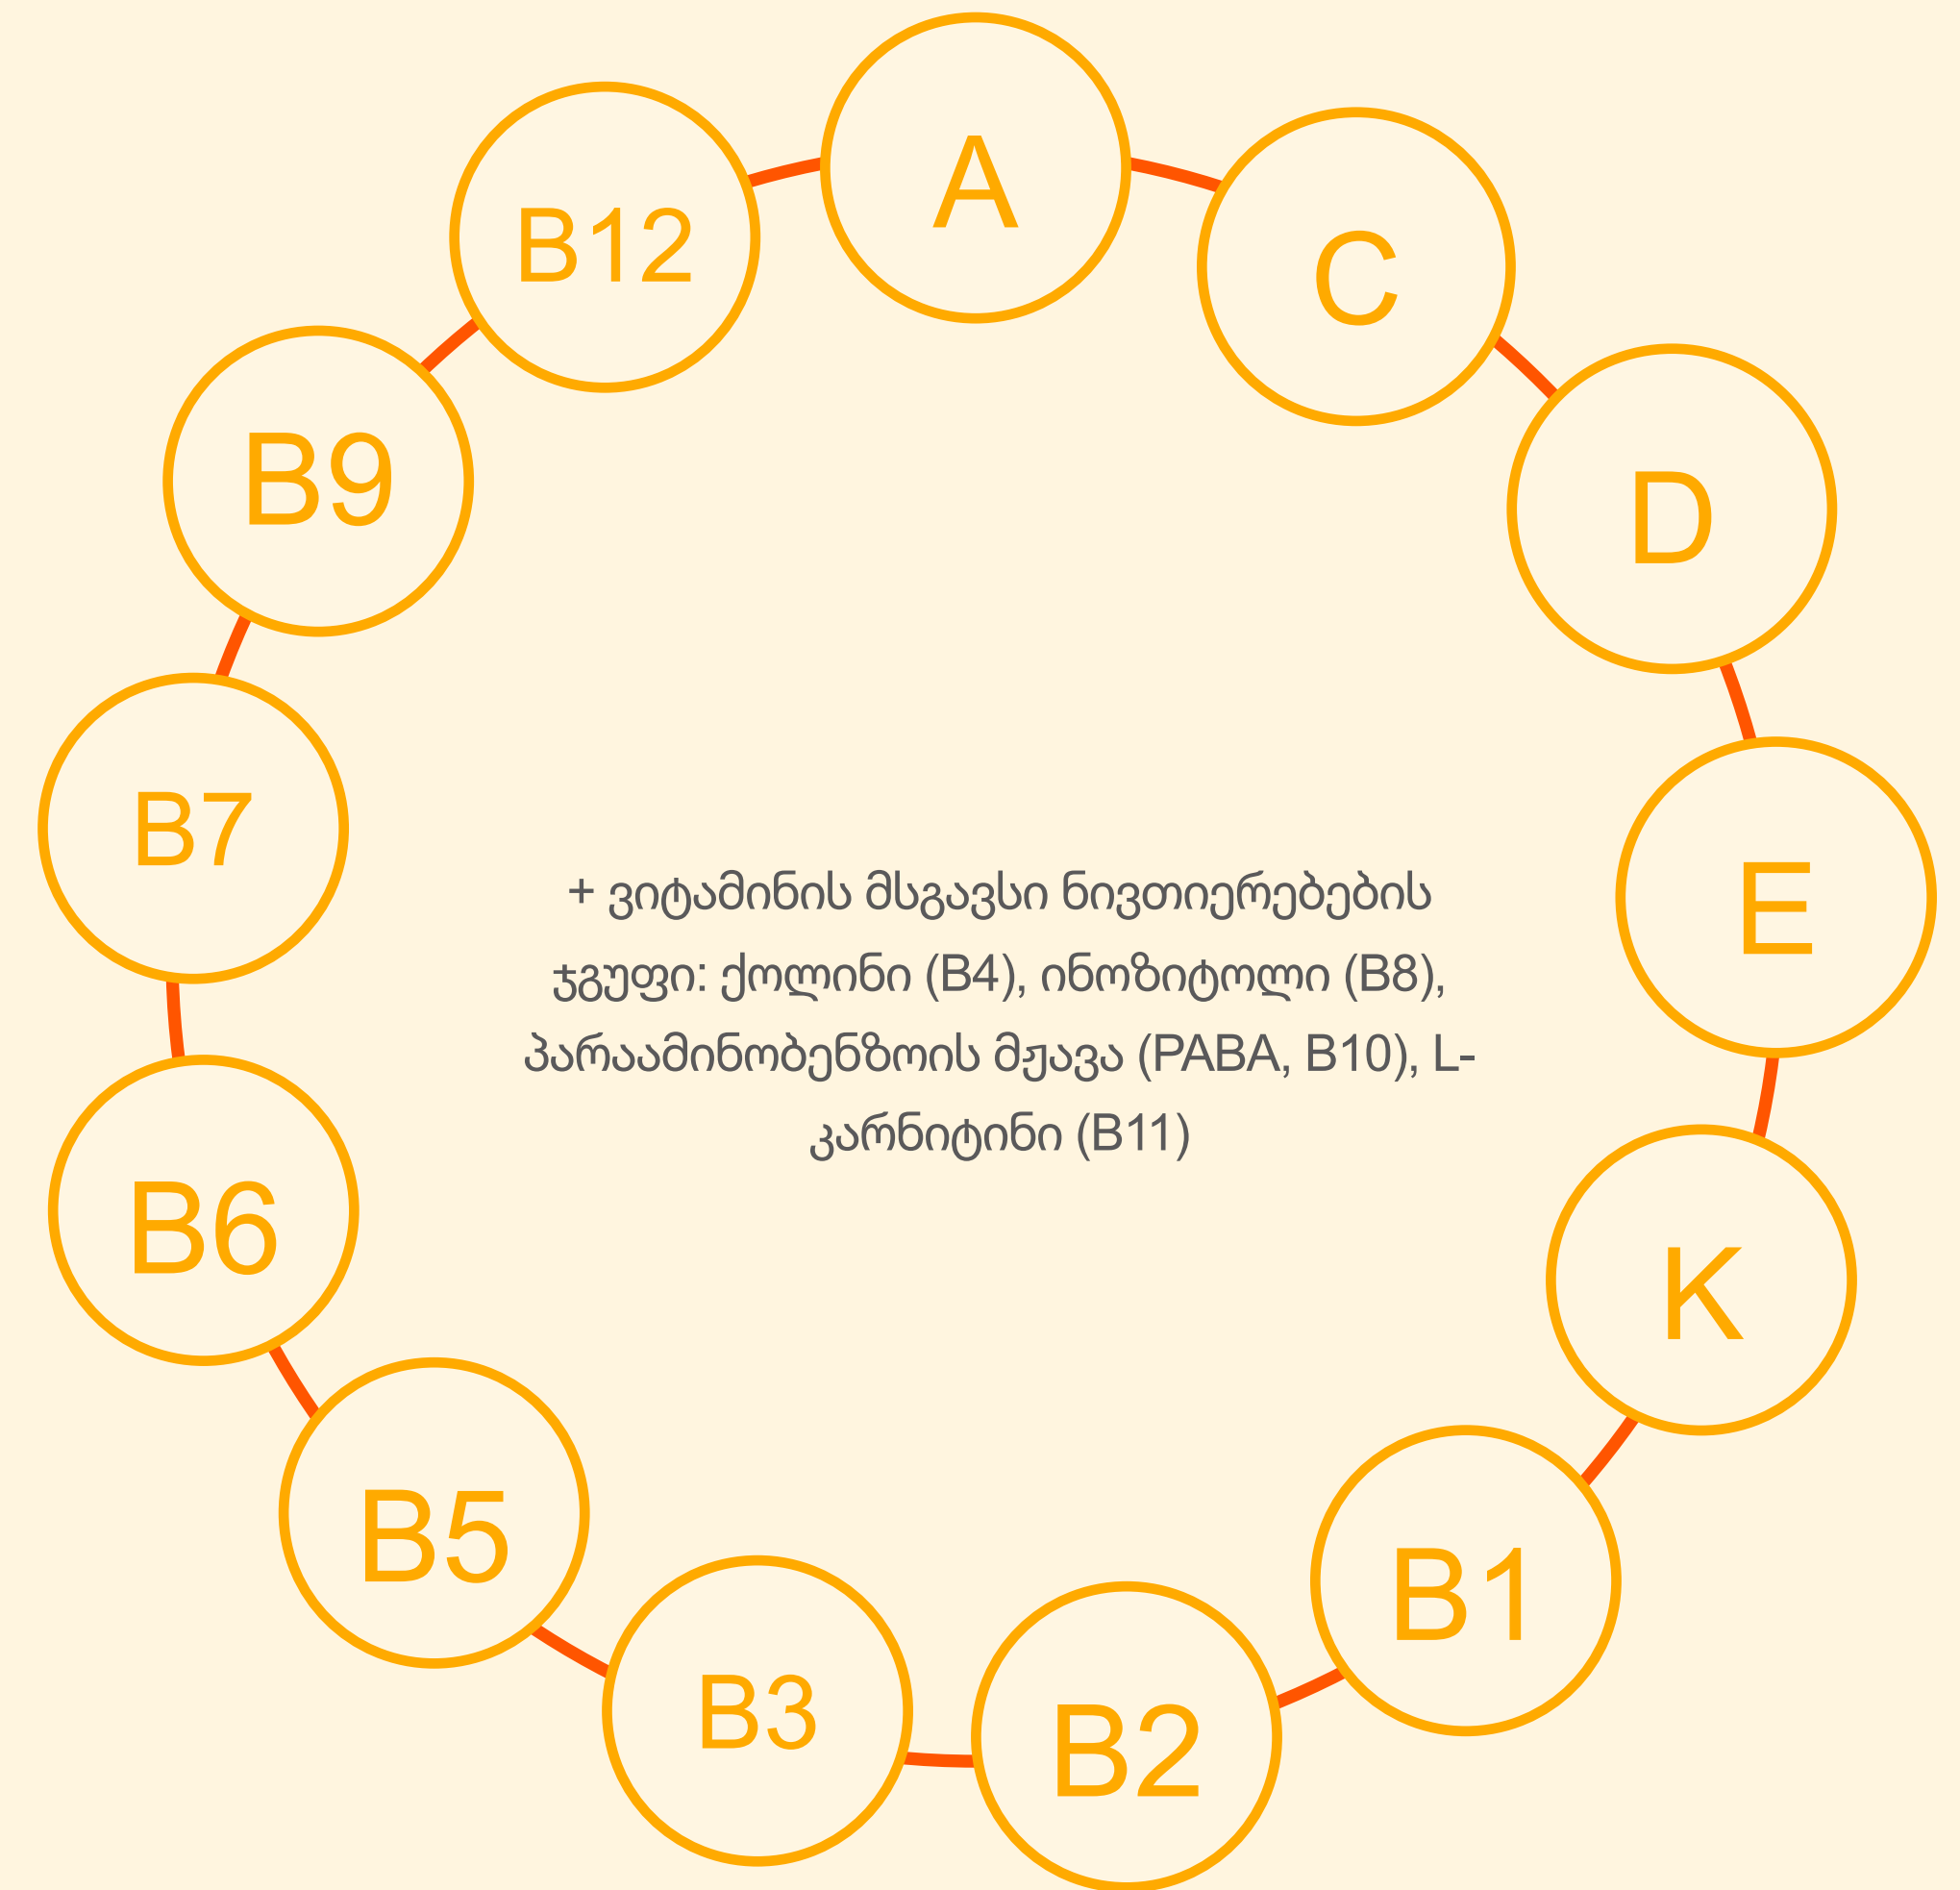 A
C
D
E
K
B1
B2
B3
B5
B6
B7
B9
B12
+ ვიტამინის მსგავსი ნივთიერებების
ჯგუფი: ქოლინი (B4), ინოზიტოლი (B8),
პარაამინობენზოის მჟავა (PABA, B10), L-
კარნიტინი (B11)